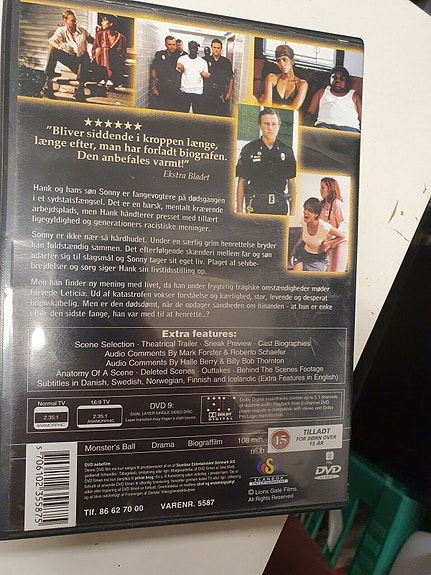 ★★★★★★
"Bliver siddende i kroppen længe,
længe efter, man har forladt biografen.
Den anbefales varmt!"
Ekstra Bladet
Hank og hans søn Sonny er fangevogtere på dødsgangen
i et sydstatsfængsel. Det er en barsk, mentalt krævende
arbejdsplads, men Hank håndterer presset med tillært
ligegyldighed og generationers racistiske meninger.
Sonny er ikke nær så hårdhudet. Under en særlig grim henrettelse bryder
han fuldstændig sammen. Det efterfølgende skænderi mellem far og søn
udarter sig til slagsmål og Sonny tager sit eget liv. Plaget af selvbe-
brejdelser og sorg siger Hank sin livstidsstilling op.
Men han finder ny mening med livet, da han under frygtelig tragiske omstændigheder møder
farvede Leticia. Ud af katastrofen vokser forståelse og kærlighed, stor, levende og desperat
lidenskabelig. Men er den dødsdømt, når de opdager sandheden om hinanden - at hun er enke
efter den sidste fange, han var med til at henrette..?
Extra features:
Scene Selection · Theatrical Trailer · Sneak Preview · Cast Biographies
Audio Comments By Mark Forster & Roberto Schaefer
Audio Comments By Halle Berry & Billy Bob Thornton
Anatomy Of A Scene · Deleted Scenes · Outtakes · Behind The Scenes Footage
Subtitles in Danish, Swedish, Norwegian, Finnish and Icelandic (Extra Features in English)
Normal TV
2.35:1
ANAMORPHIC
16:9 TV
2.35:1
ANAMORPHIC
DVD 9:
DUAL LAYER SINGLE SIDED DISC
DOLBY
DIGITAL
Monster's Ball Drama Biograffilm 108 min.
15
TILLADT
FOR BØRN OVER
15 ÅR
5706102355875
Tlf. 86 62 70 00 VARENR. 5587
SCANBOX
ENTERTAINMENT
DVD
VIDEO
© Lions Gate Films.
All Rights Reserved